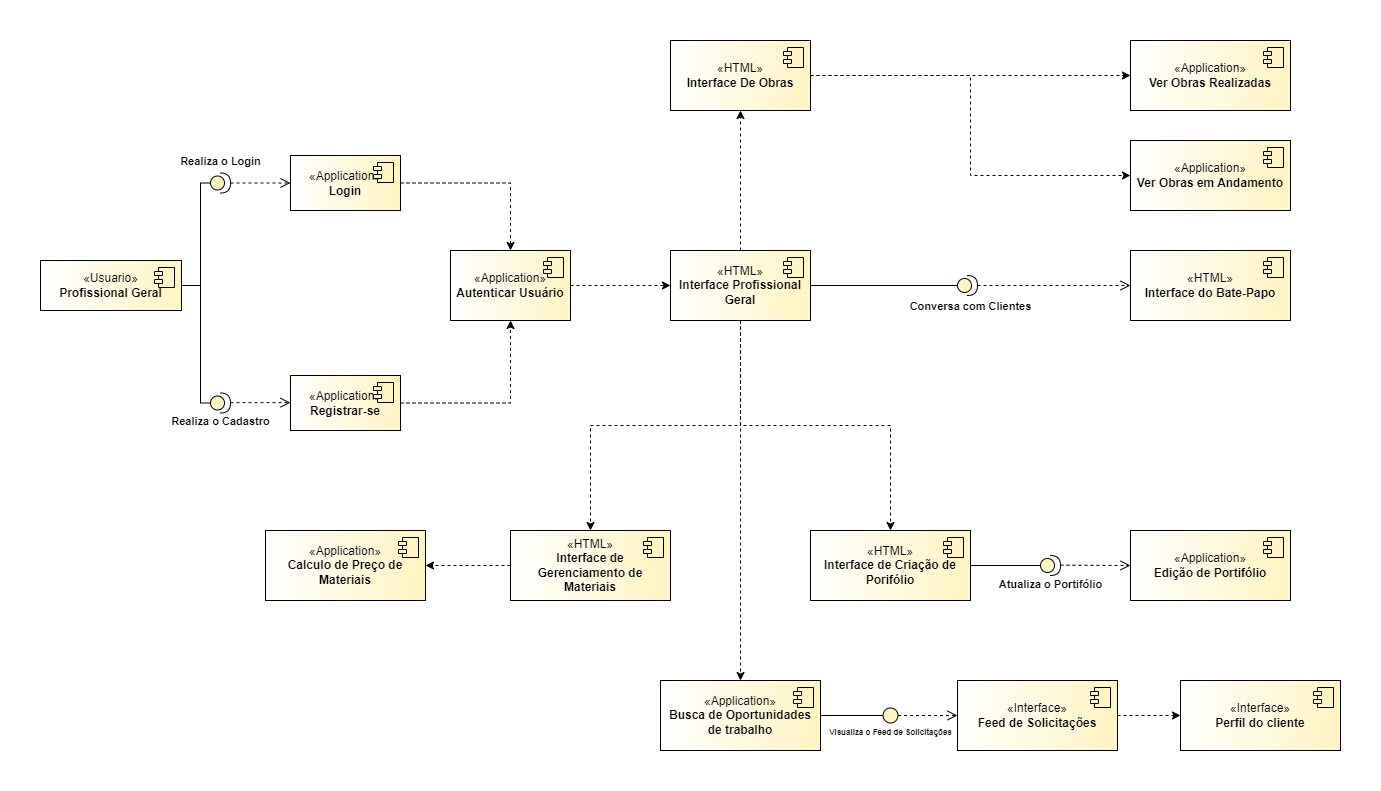 «HTML»
Interface De Obras
«Application»
Ver Obras Realizadas
«Application»
Ver Obras em Andamento
Realiza o Login
«Application»
Login
«Usuario»
Profissional Geral
«Application»
Autenticar Usuário
«HTML»
Interface Profissional
Geral
Conversa com Clientes
«HTML»
Interface do Bate-Papo
«Application»
Registrar-se
Realiza o Cadastro
«Application»
Calculo de Preço de
Materiais
«HTML»
Interface de
Gerenciamento de
Materiais
«HTML»
Interface de Criação de
Porifólio
Atualiza o Portifólio
«Application»
Edição de Portifólio
«Application»
Busca de Oportunidades
de trabalho
Visualiza o Feed de Solicitações
«Interface»
Feed de Solicitações
«Interface»
Perfil do cliente